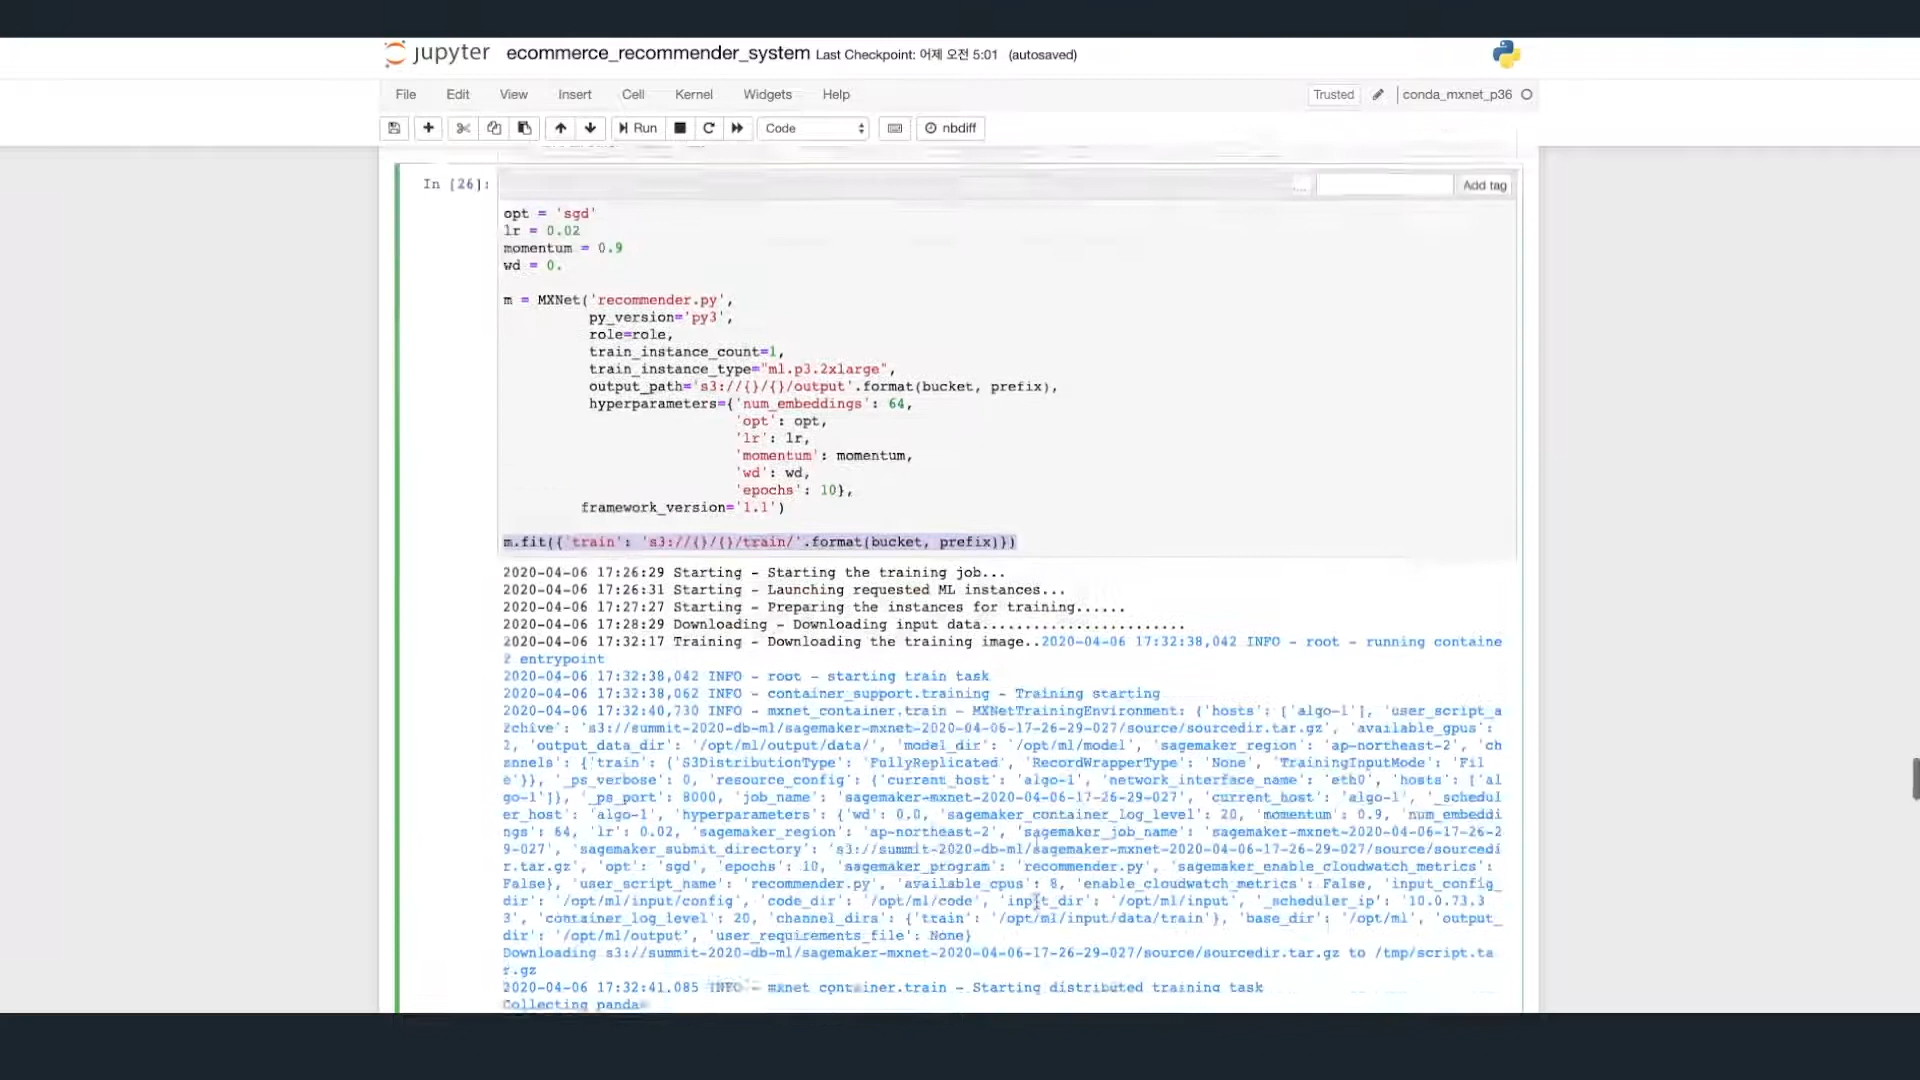 jupyter ecommerce_recommender_system Last Checkpoint: 어제 오전 5:01 (autosaved)
File Edit View Insert Cell Kernel Widgets Help Trusted conda_mxnet_p36
Run Code nbdiff
In [26]: ... Add tag
opt = 'sgd'
lr = 0.02
momentum = 0.9
wd = 0.
m = MXNet('recommender.py',
py_version='py3',
role=role,
train_instance_count=1,
train_instance_type="ml.p3.2xlarge",
output_path='s3://{}/{}/output'.format(bucket, prefix),
hyperparameters={'num_embeddings': 64,
'opt': opt,
'lr': lr,
'momentum': momentum,
'wd': wd,
'epochs': 10},
framework_version='1.1')
m.fit({'train': 's3://{}/{}/train/'.format(bucket, prefix)})
2020-04-06 17:26:29 Starting - Starting the training job...
2020-04-06 17:26:31 Starting - Launching requested ML instances...
2020-04-06 17:27:27 Starting - Preparing the instances for training......
2020-04-06 17:28:29 Downloading - Downloading input data........................
2020-04-06 17:32:17 Training - Downloading the training image..2020-04-06 17:32:38,042 INFO - root - running containe
entrypoint
2020-04-06 17:32:38,042 INFO - root - starting train task
2020-04-06 17:32:38,062 INFO - container_support.training - Training starting
2020-04-06 17:32:40,730 INFO - mxnet_container.train - MXNetTrainingEnvironment: {'hosts': ['algo-1'], 'user_script_a
chive': 's3://summit-2020-db-ml/sagemaker-mxnet-2020-04-06-17-26-29-027/source/sourcedir.tar.gz', 'available_gpus':
, 'output_data_dir': '/opt/ml/output/data/', 'model_dir': '/opt/ml/model', 'sagemaker_region': 'ap-northeast-2', 'ch
nnels': {'train': {'S3DistributionType': 'FullyReplicated', 'RecordWrapperType': 'None', 'TrainingInputMode': 'Fil
e'}}, '_ps_verbose': 0, 'resource_config': {'current_host': 'algo-1', 'network_interface_name': 'eth0', 'hosts': ['al
go-1']}, '_ps_port': 8000, 'job_name': 'sagemaker-mxnet-2020-04-06-17-26-29-027', 'current_host': 'algo-1', '_schedul
er_host': 'algo-1', 'hyperparameters': {'wd': 0.0, 'sagemaker_container_log_level': 20, 'momentum': 0.9, 'num_embeddi
ngs': 64, 'lr': 0.02, 'sagemaker_region': 'ap-northeast-2', 'sagemaker_job_name': 'sagemaker-mxnet-2020-04-06-17-26-2
9-027', 'sagemaker_submit_directory': 's3://summit-2020-db-ml/sagemaker-mxnet-2020-04-06-17-26-29-027/source/sourcedi
r.tar.gz', 'opt': 'sgd', 'epochs': 10, 'sagemaker_program': 'recommender.py', 'sagemaker_enable_cloudwatch_metrics':
False}, 'user_script_name': 'recommender.py', 'available_cpus': 8, 'enable_cloudwatch_metrics': False, 'input_config_
dir': '/opt/ml/input/config', 'code_dir': '/opt/ml/code', 'input_dir': '/opt/ml/input', '_scheduler_ip': '10.0.73.3
3', 'container_log_level': 20, 'channel_dirs': {'train': '/opt/ml/input/data/train'}, 'base_dir': '/opt/ml', 'output_
dir': '/opt/ml/output', 'user_requirements_file': None}
Downloading s3://summit-2020-db-ml/sagemaker-mxnet-2020-04-06-17-26-29-027/source/sourcedir.tar.gz to /tmp/script.ta
r.gz
2020-04-06 17:32:41,085 INFO - mxnet_container.train - Starting distributed training task
Collecting pandas